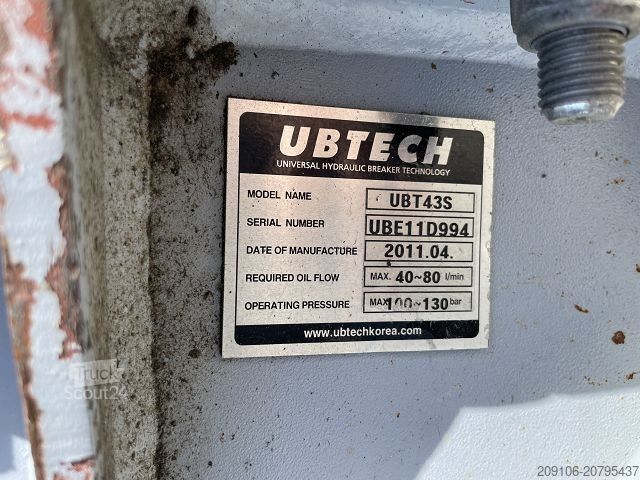 UBTECH
UNIVERSAL HYDRAULIC BREAKER TECHNOLOGY
MODEL NAME UBT43S
SERIAL NUMBER UBE11D994
DATE OF MANUFACTURE 2011.04.
REQUIRED OIL FLOW MAX. 40~80 l/min
OPERATING PRESSURE MAX. 100~130 bar
www.ubtechkorea.com
Truck
Scout24
209106-20795437